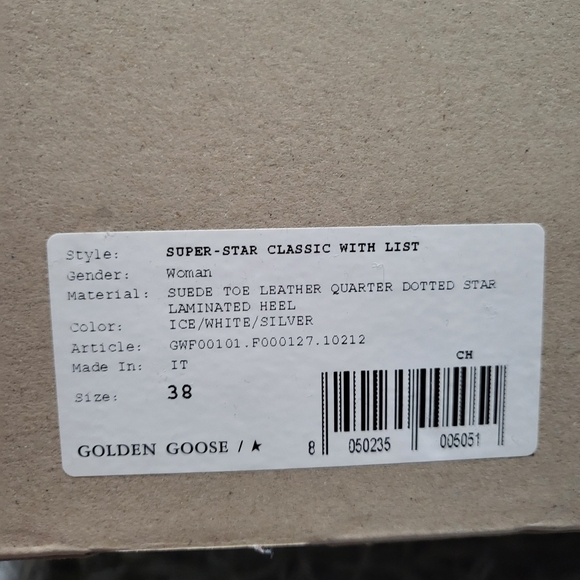 Style: SUPER-STAR CLASSIC WITH LIST
Gender: Woman
Material: SUEDE TOE LEATHER QUARTER DOTTED STAR
LAMINATED HEEL
Color: ICE/WHITE/SILVER
Article: GWF00101.F000127.10212
Made In: IT
CH
Size: 38
GOLDEN GOOSE / ★
8 050235 005051